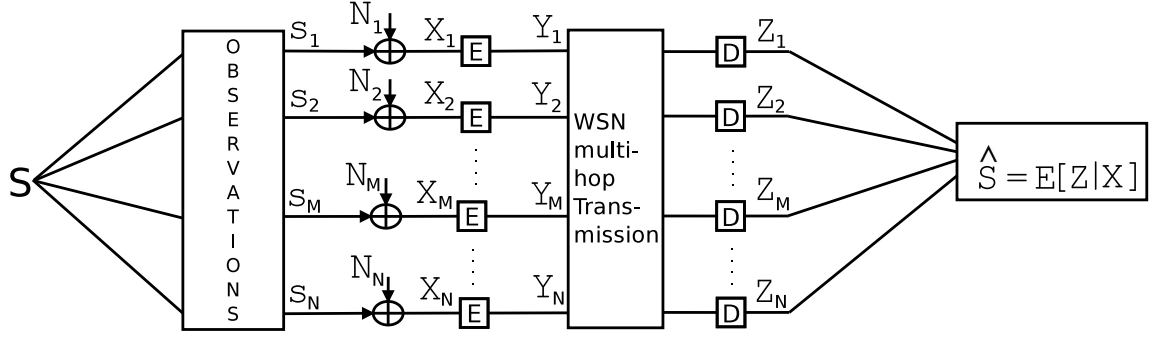 S
OBSERVATIONS
S1 N1 X1 E Y1
S2 N2 X2 E Y2
SM NM XM E YM
SN NN XN E YN
WSN
multi-
hop
Trans-
mission
D Z1
D Z2
D ZM
D ZN
Ŝ = E[Z|X]